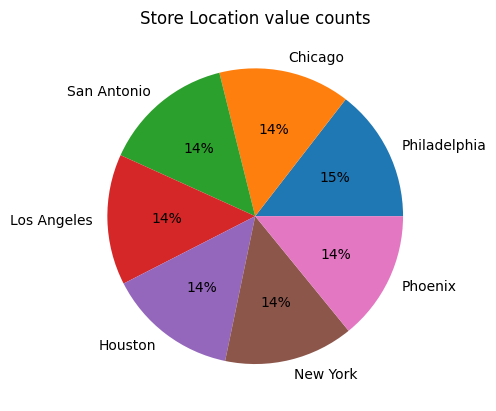 Store Location value counts
Chicago
San Antonio
Philadelphia
14%
14%
15%
Los Angeles
14%
14%
14%
14%
Phoenix
Houston
New York